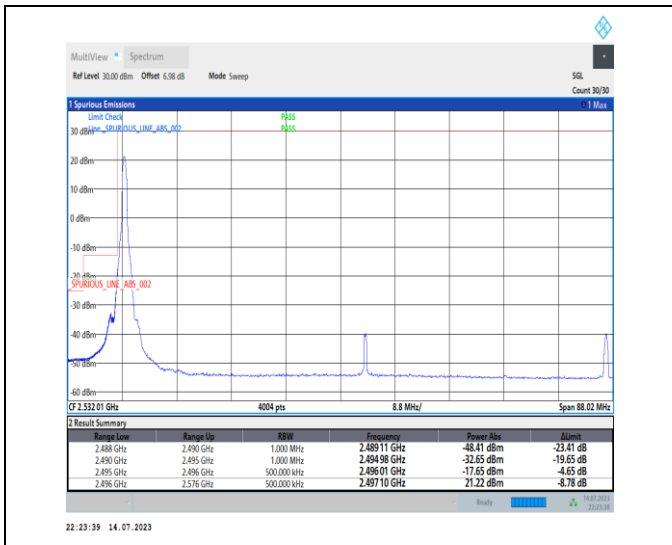 MultiView Spectrum
Ref Level 30.00 dBm Offset 6.98 dB Mode Sweep SGL
Count 30/30
1 Spurious Emissions 1 Max
Limit Check PASS
30 dBm Line _SPURIOUS_LINE_ABS_002 PASS
20 dBm
10 dBm
0 dBm
-10 dBm
-20 dBm
_SPURIOUS_LINE_ABS_002
-30 dBm
-40 dBm
-50 dBm
-60 dBm
CF 2.532 01 GHz 4004 pts 8.8 MHz/ Span 88.02 MHz
2 Result Summary
Range Low Range Up RBW Frequency Power Abs ΔLimit
2.488 GHz 2.490 GHz 1.000 MHz 2.489 11 GHz -48.41 dBm -23.41 dB
2.490 GHz 2.495 GHz 1.000 MHz 2.494 98 GHz -32.65 dBm -19.65 dB
2.495 GHz 2.496 GHz 500.000 kHz 2.496 01 GHz -17.65 dBm -4.65 dB
2.496 GHz 2.576 GHz 500.000 kHz 2.497 10 GHz 21.22 dBm -8.78 dB
Ready 14.07.2023
22:23:38
22:23:39 14.07.2023